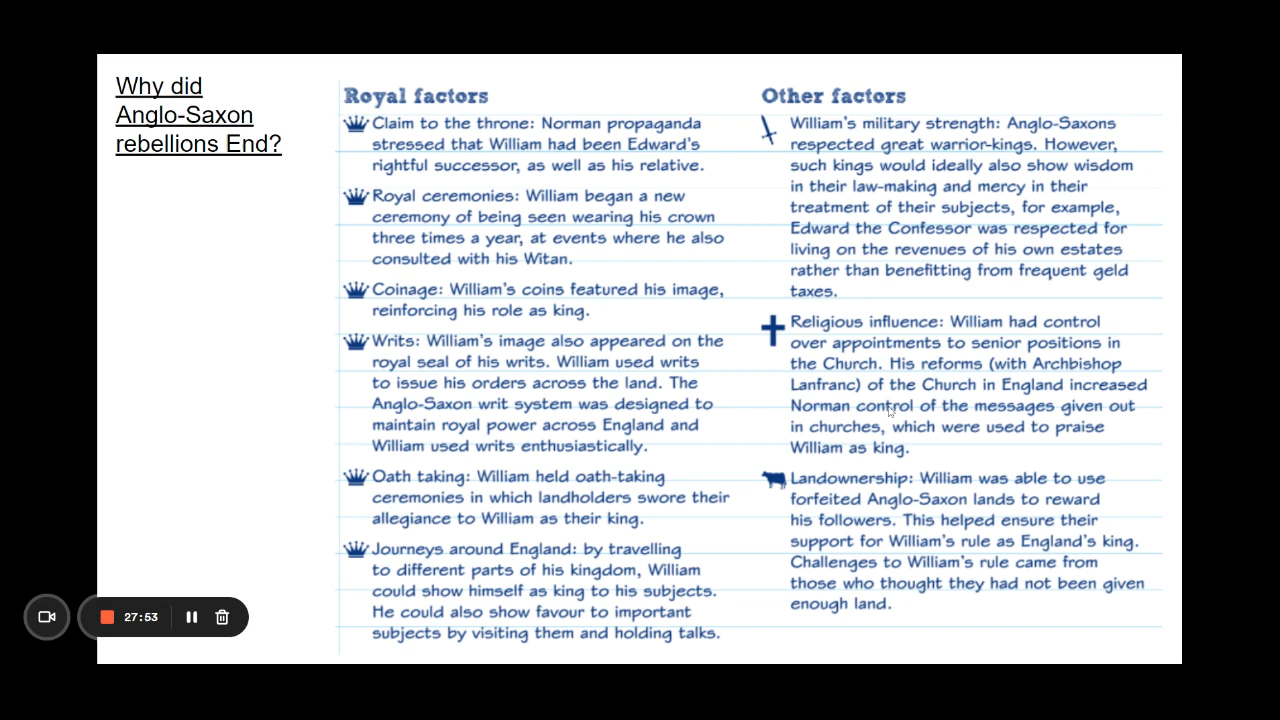 Why did
Anglo-Saxon
rebellions End?
Royal factors
Claim to the throne: Norman propaganda
stressed that William had been Edward's
rightful successor, as well as his relative.
Royal ceremonies: William began a new
ceremony of being seen wearing his crown
three times a year, at events where he also
consulted with his Witan.
Coinage: William's coins featured his image,
reinforcing his role as king.
Writs: William's image also appeared on the
royal seal of his writs. William used writs
to issue his orders across the land. The
Anglo-Saxon writ system was designed to
maintain royal power across England and
William used writs enthusiastically.
Oath taking: William held oath-taking
ceremonies in which landholders swore their
allegiance to William as their king.
Journeys around England: by travelling
to different parts of his kingdom, William
could show himself as king to his subjects.
He could also show favour to important
subjects by visiting them and holding talks.
Other factors
William's military strength: Anglo-Saxons
respected great warrior-kings. However,
such kings would ideally also show wisdom
in their law-making and mercy in their
treatment of their subjects, for example,
Edward the Confessor was respected for
living on the revenues of his own estates
rather than benefitting from frequent geld
taxes.
Religious influence: William had control
over appointments to senior positions in
the Church. His reforms (with Archbishop
Lanfranc) of the Church in England increased
Norman control of the messages given out
in churches, which were used to praise
William as king.
Landownership: William was able to use
forfeited Anglo-Saxon lands to reward
his followers. This helped ensure their
support for William's rule as England's king.
Challenges to William's rule came from
those who thought they had not been given
enough land.
27:53